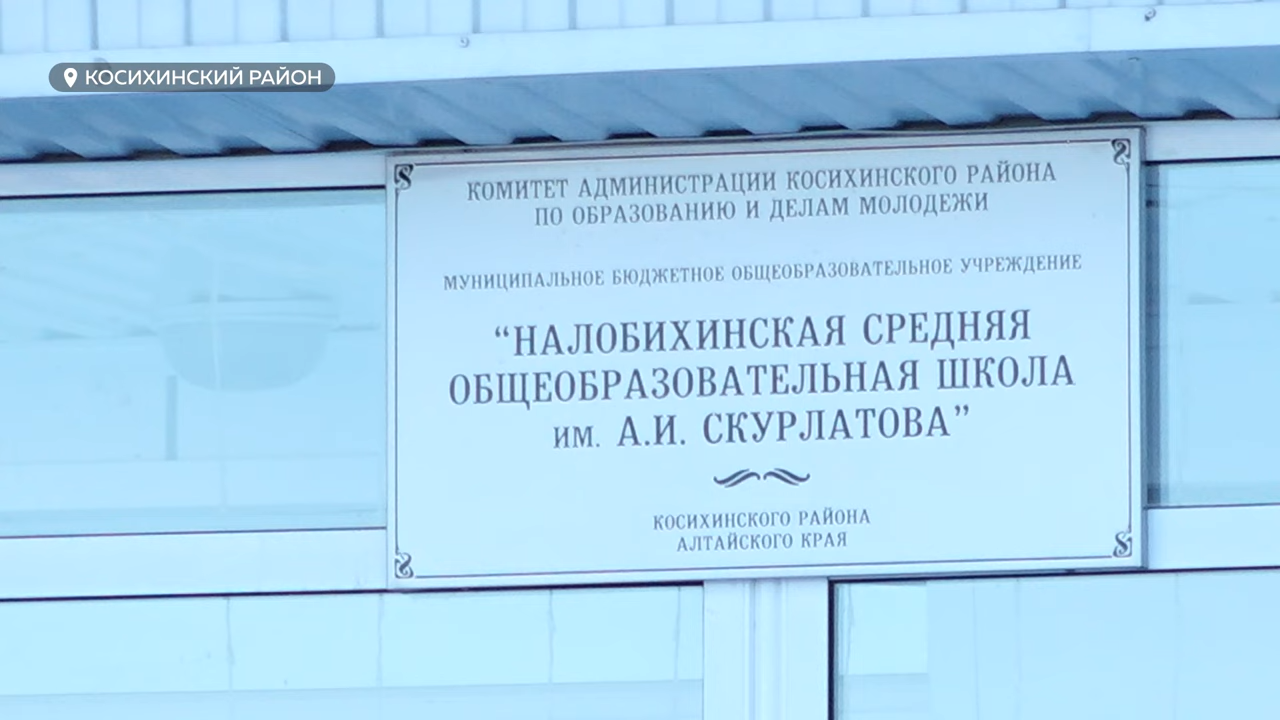 КОСИХИНСКИЙ РАЙОН
КОМИТЕТ АДМИНИСТРАЦИИ КОСИХИНСКОГО РАЙОНА
ПО ОБРАЗОВАНИЮ И ДЕЛАМ МОЛОДЕЖИ
МУНИЦИПАЛЬНОЕ БЮДЖЕТНОЕ ОБЩЕОБРАЗОВАТЕЛЬНОЕ УЧРЕЖДЕНИЕ
“НАЛОБИХИНСКАЯ СРЕДНЯЯ
ОБЩЕОБРАЗОВАТЕЛЬНАЯ ШКОЛА
ИМ. А.И. СКУРЛАТОВА”
КОСИХИНСКОГО РАЙОНА
АЛТАЙСКОГО КРАЯ